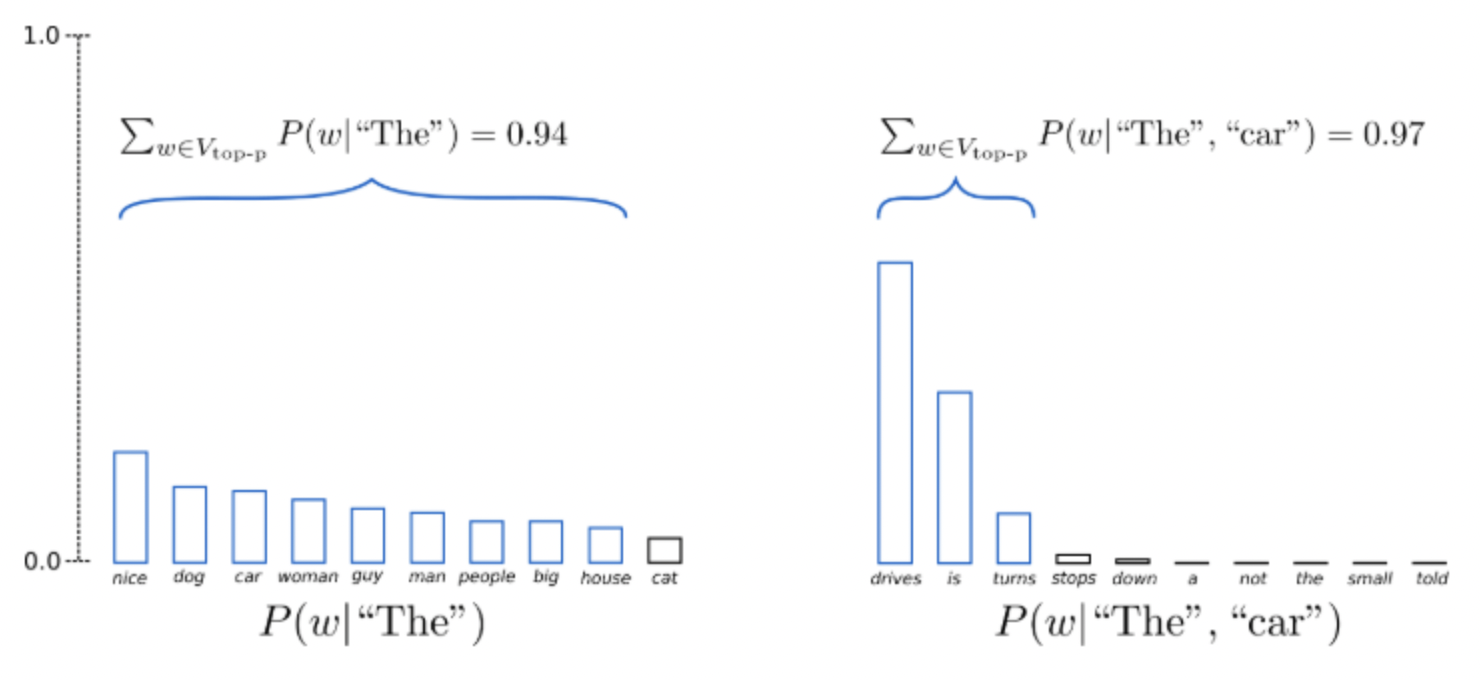 1.0
∑w∈Vtop-p P(w|“The”) = 0.94
∑w∈Vtop-p P(w|“The”, “car”) = 0.97
0.0
nice dog car woman guy man people big house cat
drives is turns stops down a not the small told
P(w|“The”)
P(w|“The”, “car”)